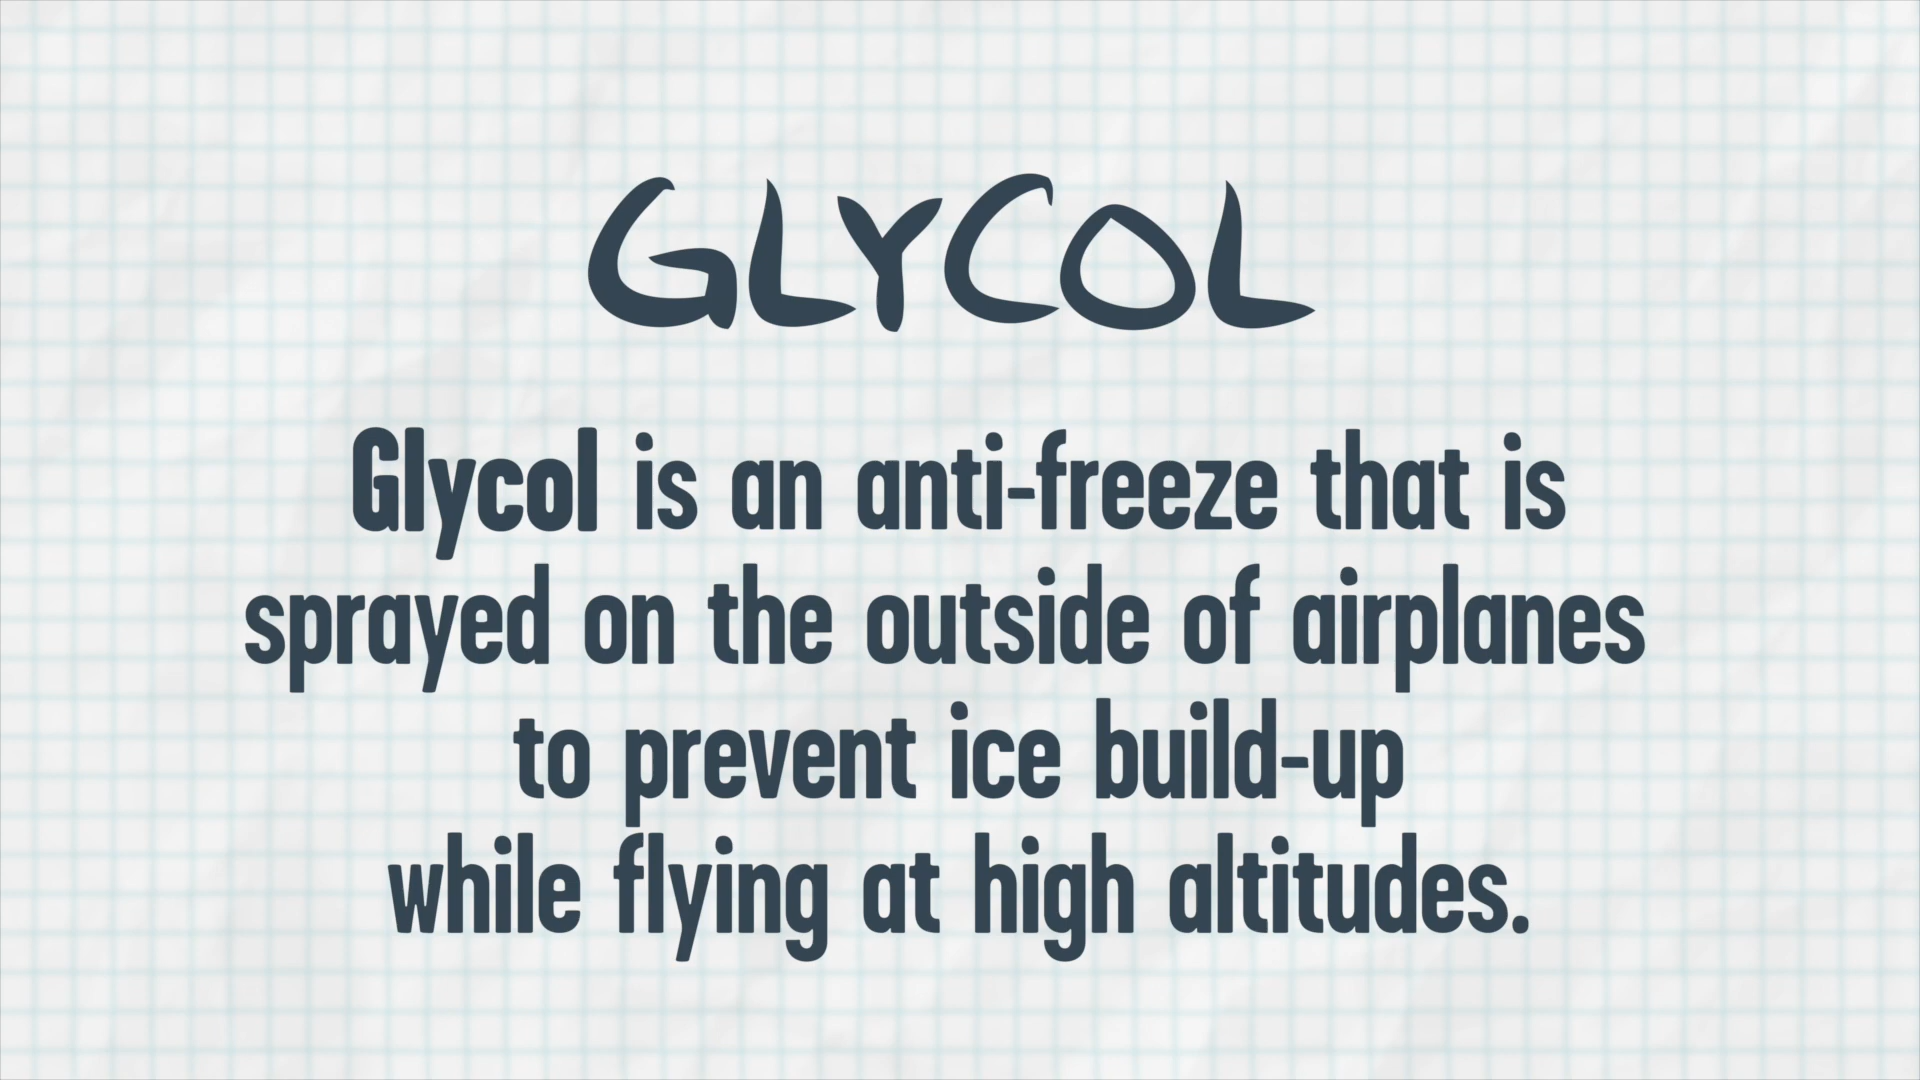 GLYCOL
Glycol is an anti-freeze that is
sprayed on the outside of airplanes
to prevent ice build-up
while flying at high altitudes.